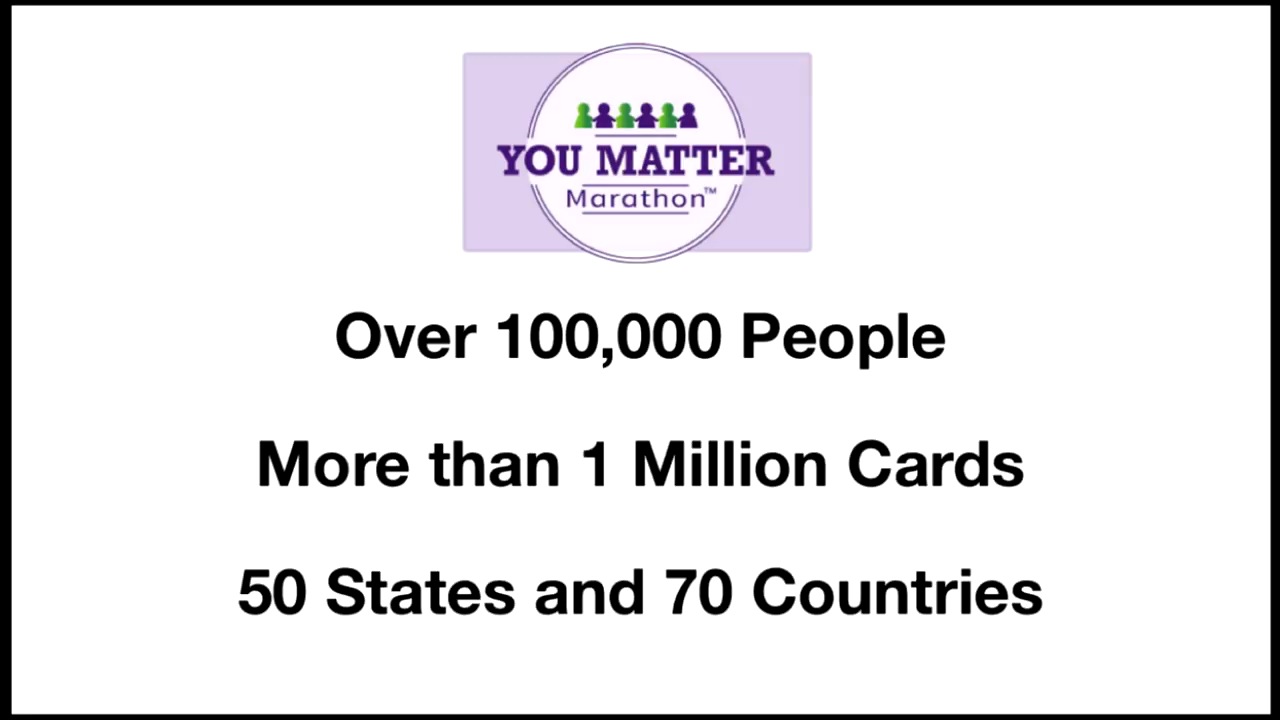 YOU MATTER
Marathon™
Over 100,000 People
More than 1 Million Cards
50 States and 70 Countries